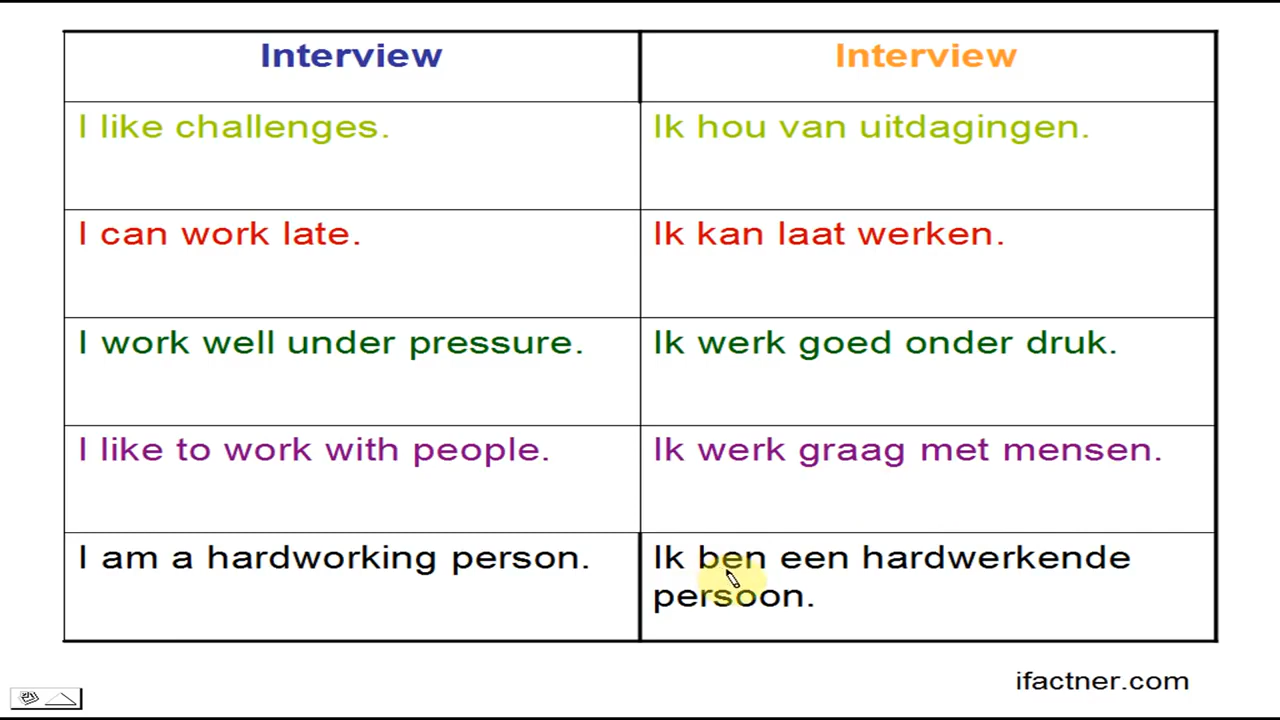 Interview Interview
I like challenges. Ik hou van uitdagingen.
I can work late. Ik kan laat werken.
I work well under pressure. Ik werk goed onder druk.
I like to work with people. Ik werk graag met mensen.
I am a hardworking person. Ik ben een hardwerkende
persoon.
ifactner.com